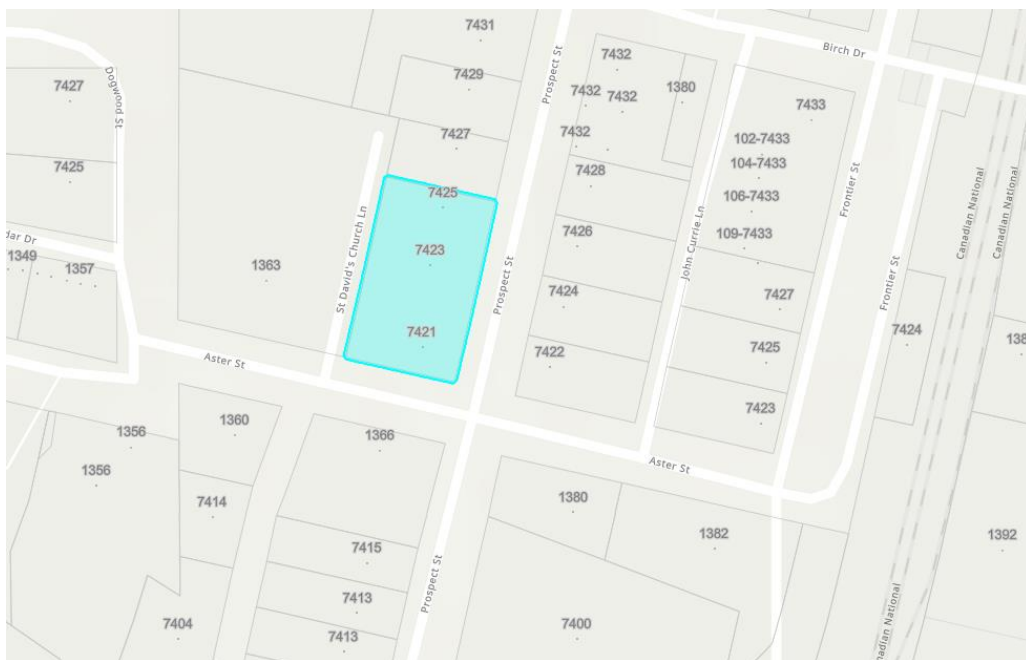 7431
Birch Dr
7432
7429
Prospect St
7427
Dogwood St
7432
7432
1380
7433
7427
7432
102-7433
104-7433
7425
7428
7425
106-7433
Frontier St
Canadian National
Canadian National
109-7433
7426
7423
St David's Church Ln
John Currie Ln
dar Dr
1349
1357
1363
Prospect St
7424
7427
Frontier St
7421
7424
7422
7425
138
Aster St
7423
1356
1360
1366
Aster St
1356
1380
7414
1382
1392
7415
Prospect St
7413
7404
7413
7400
anadian National